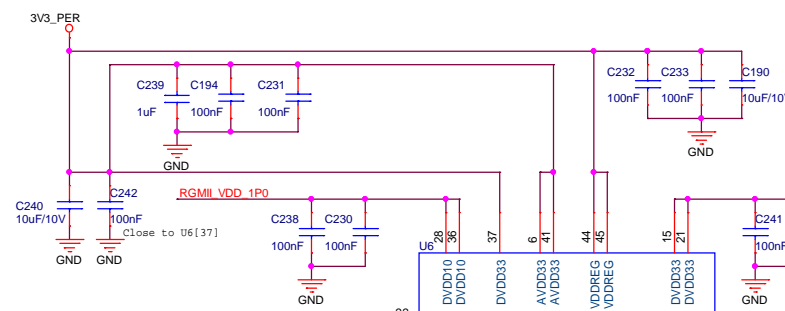 3V3_PER
C239
1uF
C194
100nF
C231
100nF
GND
C232
100nF
C233
100nF
C190
10uF/10V
GND
C240
10uF/10V
GND
C242
100nF
Close to U6[37]
GND
RGMII_VDD_1P0
C238
100nF
C230
100nF
GND
C241
100nF
GND
U6
28
36
37
6
41
44
45
15
21
DVDD10
DVDD10
DVDD33
AVDD33
AVDD33
VDDREG
VDDREG
DVDD33
DVDD33